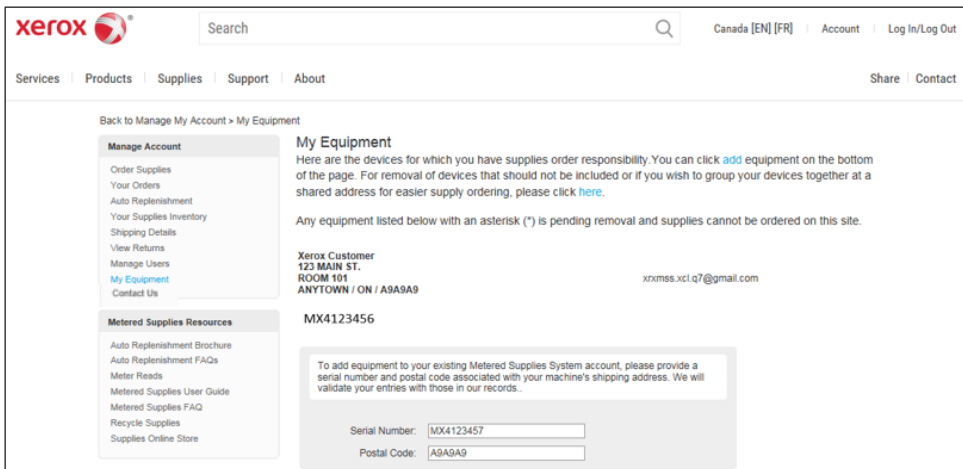 xerox
Search
Canada [EN] [FR] Account Log In/Log Out
Services Products Supplies Support About
Share Contact
Back to Manage My Account > My Equipment
Manage Account
Order Supplies
Your Orders
Auto Replenishment
Your Supplies Inventory
Shipping Details
View Returns
Manage Users
My Equipment
Contact Us
Metered Supplies Resources
Auto Replenishment Brochure
Auto Replenishment FAQs
Meter Reads
Metered Supplies User Guide
Metered Supplies FAQ
Recycle Supplies
Supplies Online Store
My Equipment
Here are the devices for which you have supplies order responsibility.You can click add equipment on the bottom
of the page. For removal of devices that should not be included or if you wish to group your devices together at a
shared address for easier supply ordering, please click here.
Any equipment listed below with an asterisk (*) is pending removal and supplies cannot be ordered on this site.
Xerox Customer
123 MAIN ST.
ROOM 101
ANYTOWN / ON / A9A9A9
xrxmss.xcl.q7@gmail.com
MX4123456
To add equipment to your existing Metered Supplies System account, please provide a
serial number and postal code associated with your machine's shipping address. We will
validate your entries with those in our records..
Serial Number: MX4123457
Postal Code: A9A9A9